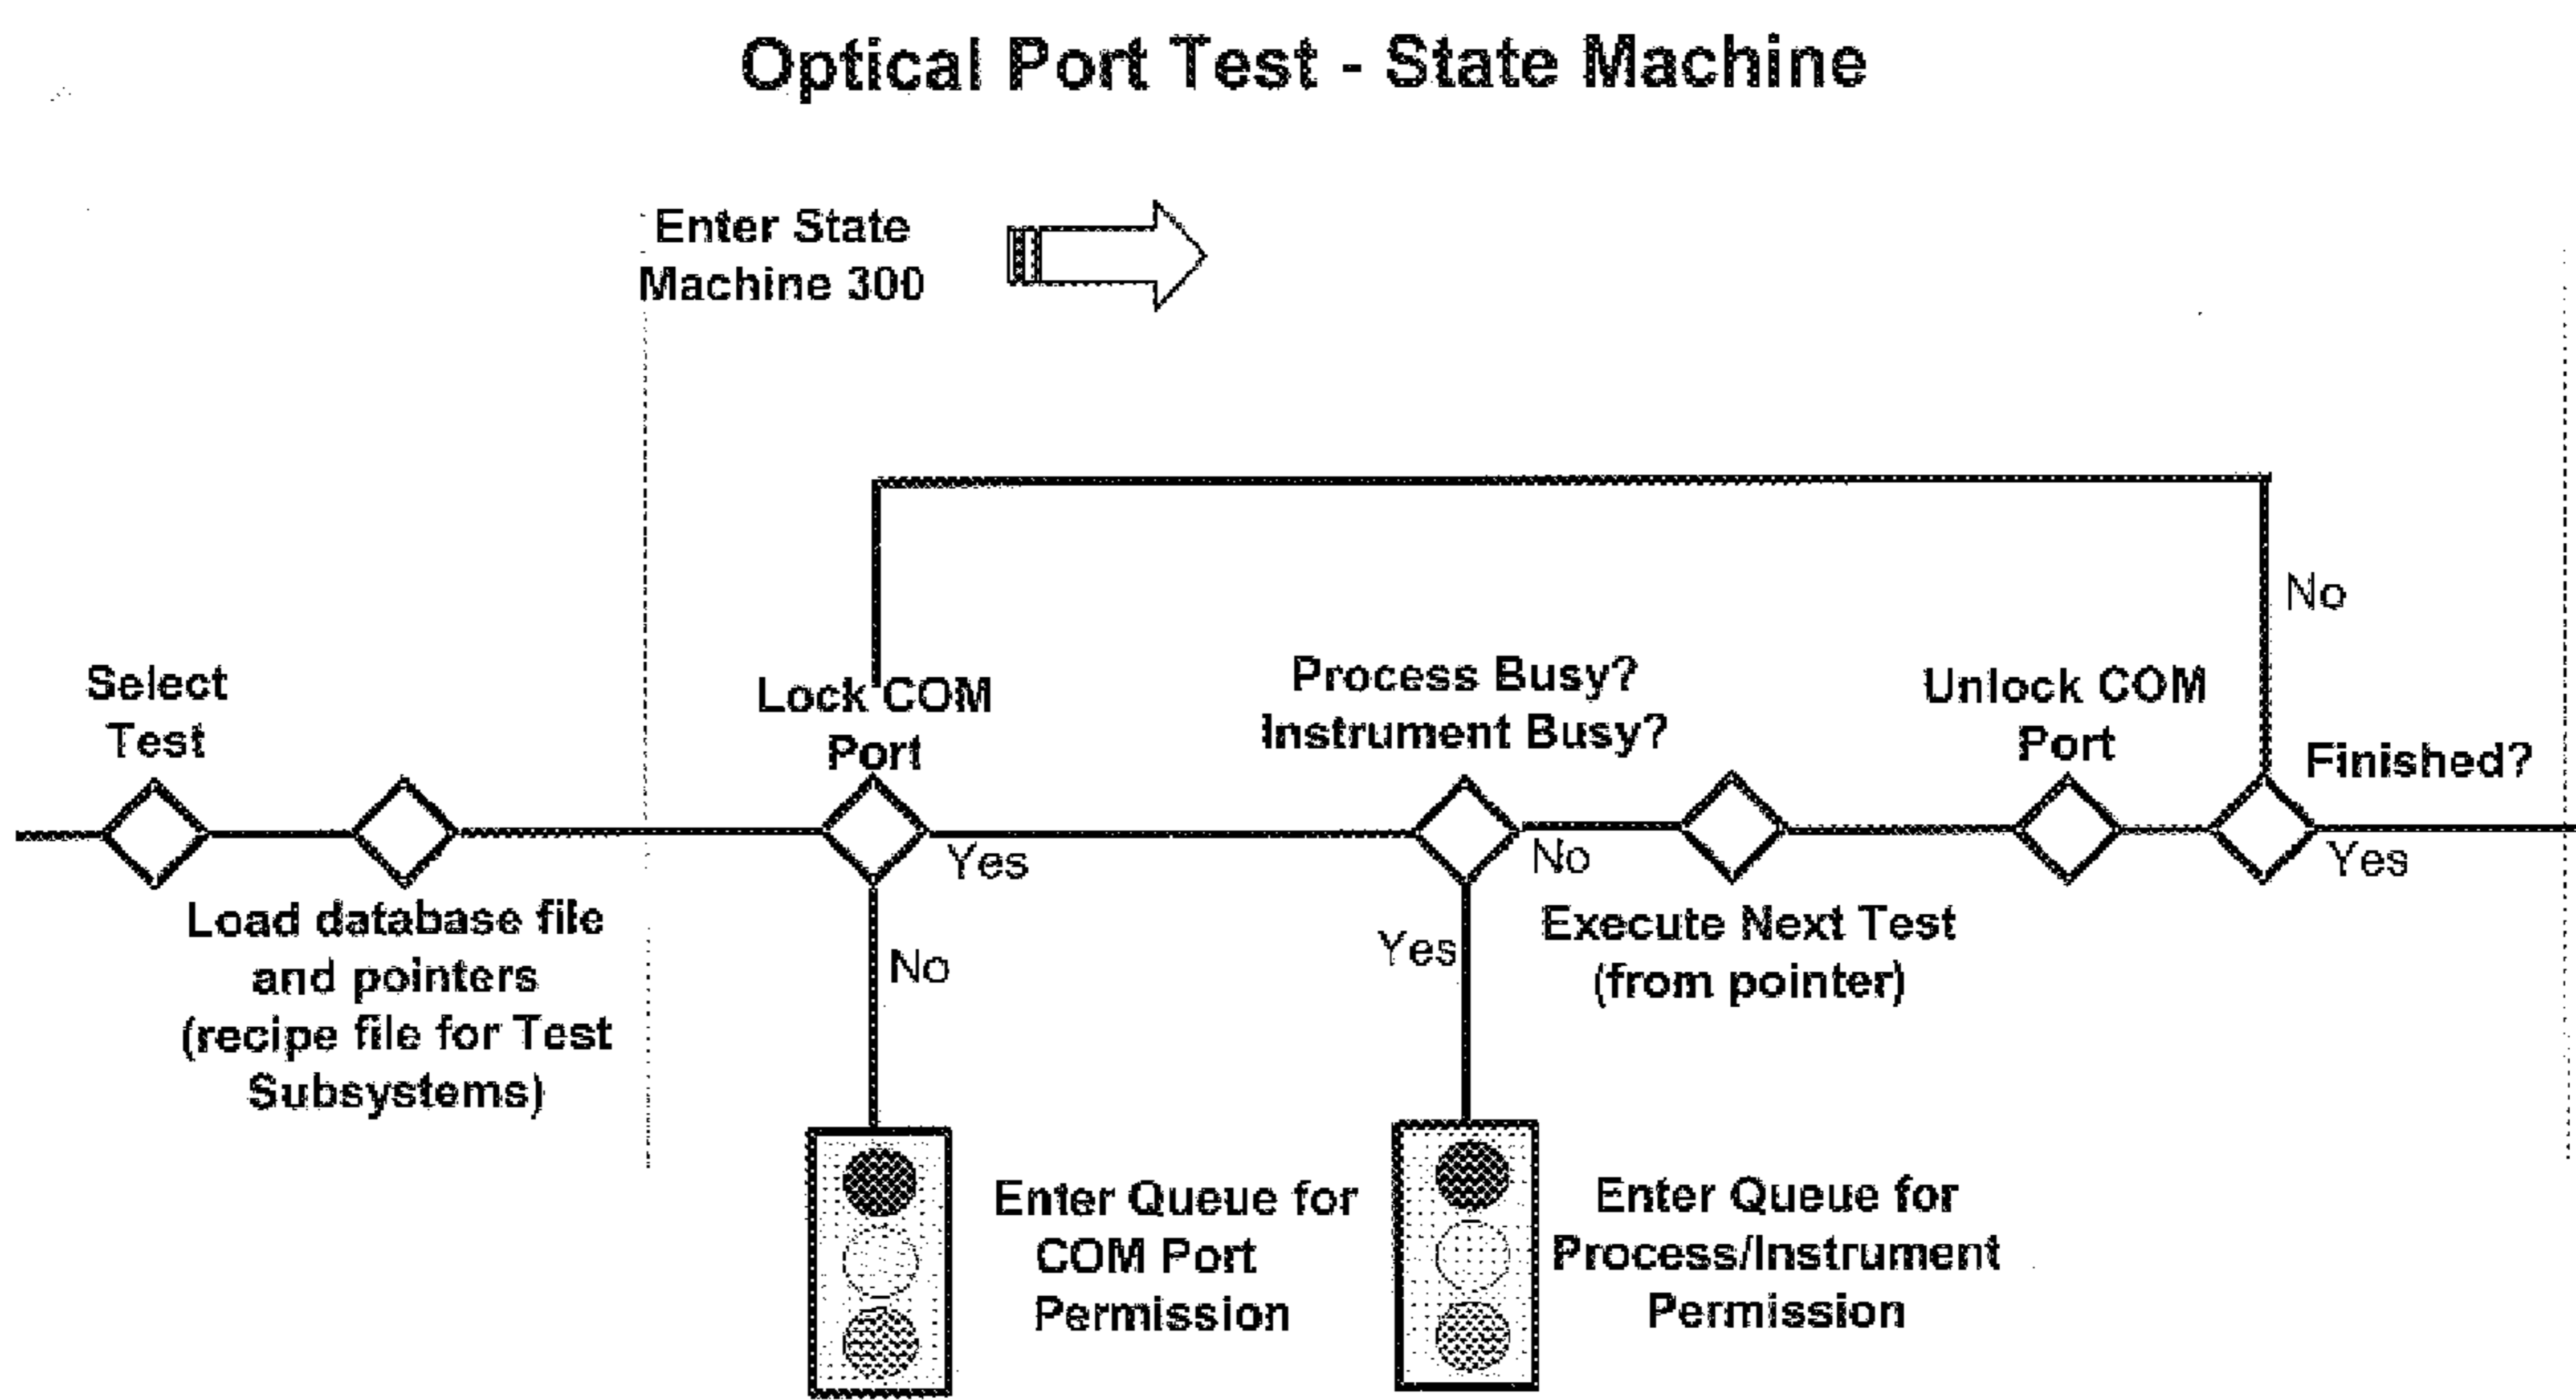 Optical Port Test - State Machine
Enter State
Machine 300
No
Select
Test
Lock COM
Port
Process Busy?
Instrument Busy?
Unlock COM
Port
Finished?
Yes
No
Yes
Load database file
and pointers
(recipe file for Test
Subsystems)
No
Yes
Execute Next Test
(from pointer)
Enter Queue for
COM Port
Permission
Enter Queue for
Process/Instrument
Permission